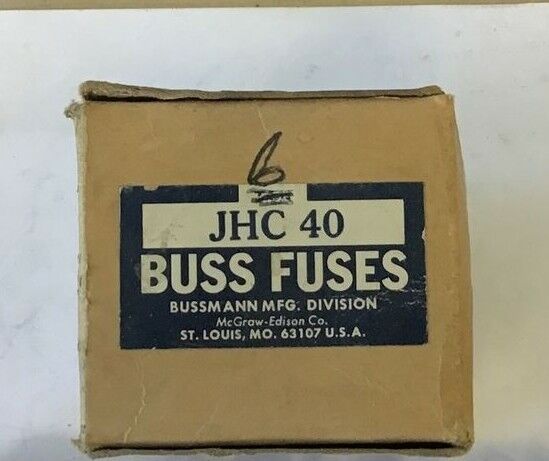 6
JHC 40
BUSS FUSES
BUSSMANN MFG. DIVISION
McGraw-Edison Co.
ST. LOUIS, MO. 63107 U.S.A.